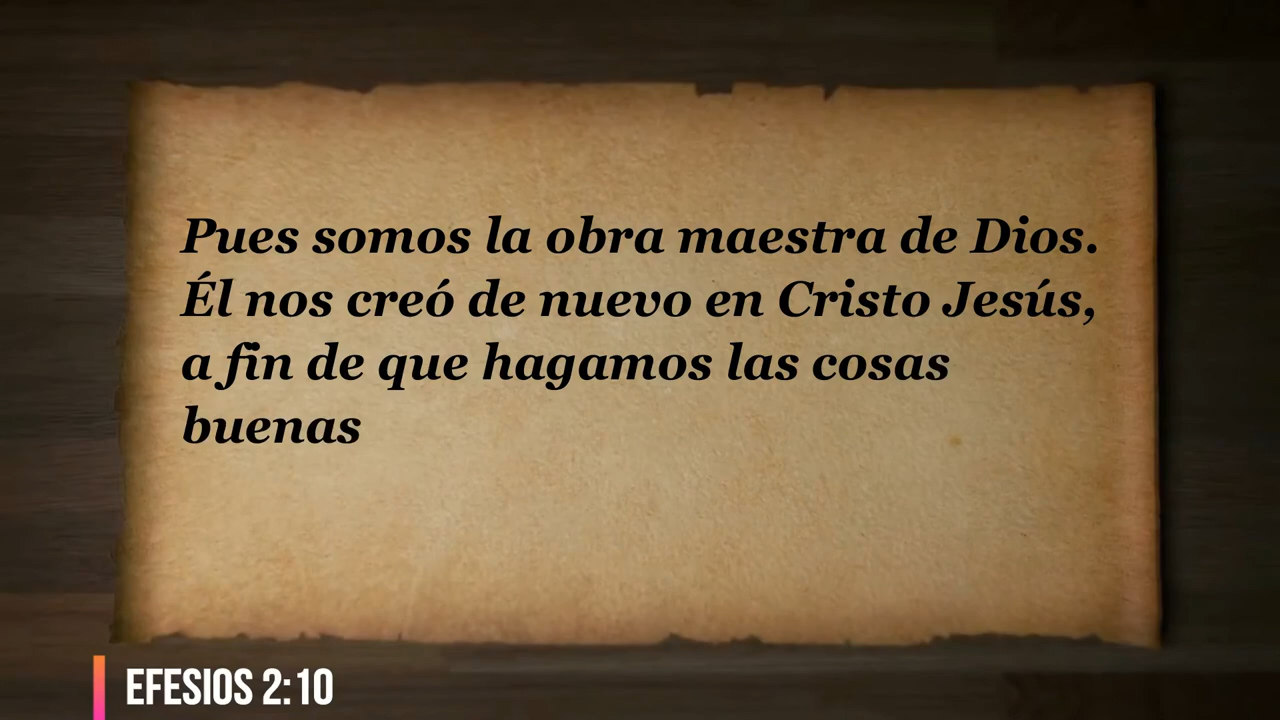 Pues somos la obra maestra de Dios.
Él nos creó de nuevo en Cristo Jesús,
a fin de que hagamos las cosas
buenas
EFESIOS 2:10